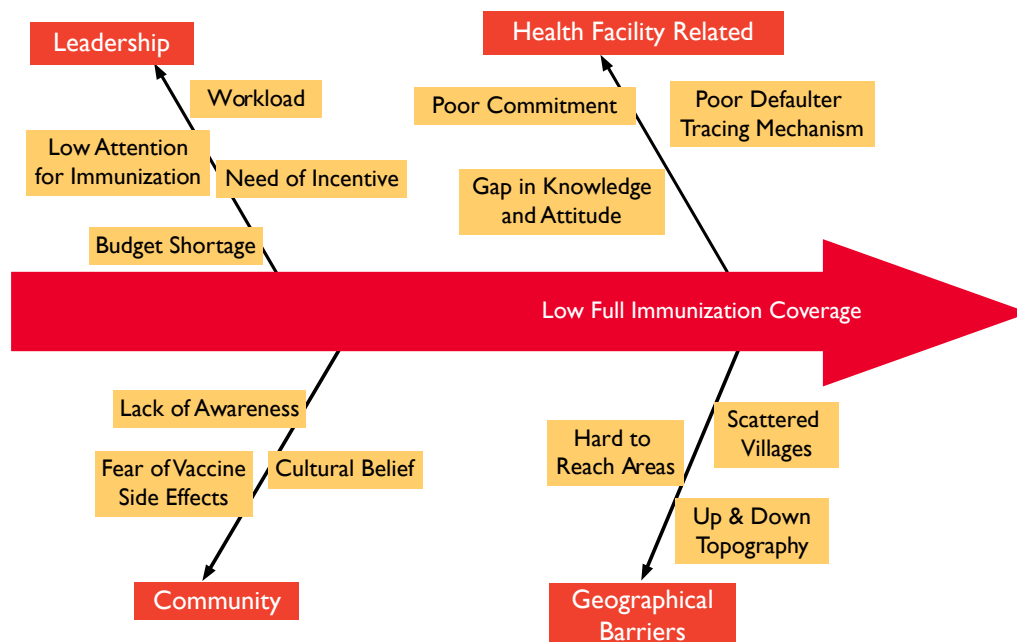 Leadership
Health Facility Related
Workload
Poor Commitment
Poor Defaulter
Tracing Mechanism
Low Attention
for Immunization
Need of Incentive
Gap in Knowledge
and Attitude
Budget Shortage
Low Full Immunization Coverage
Lack of Awareness
Scattered
Villages
Hard to
Reach Areas
Fear of Vaccine
Side Effects
Cultural Belief
Up & Down
Topography
Community
Geographical
Barriers